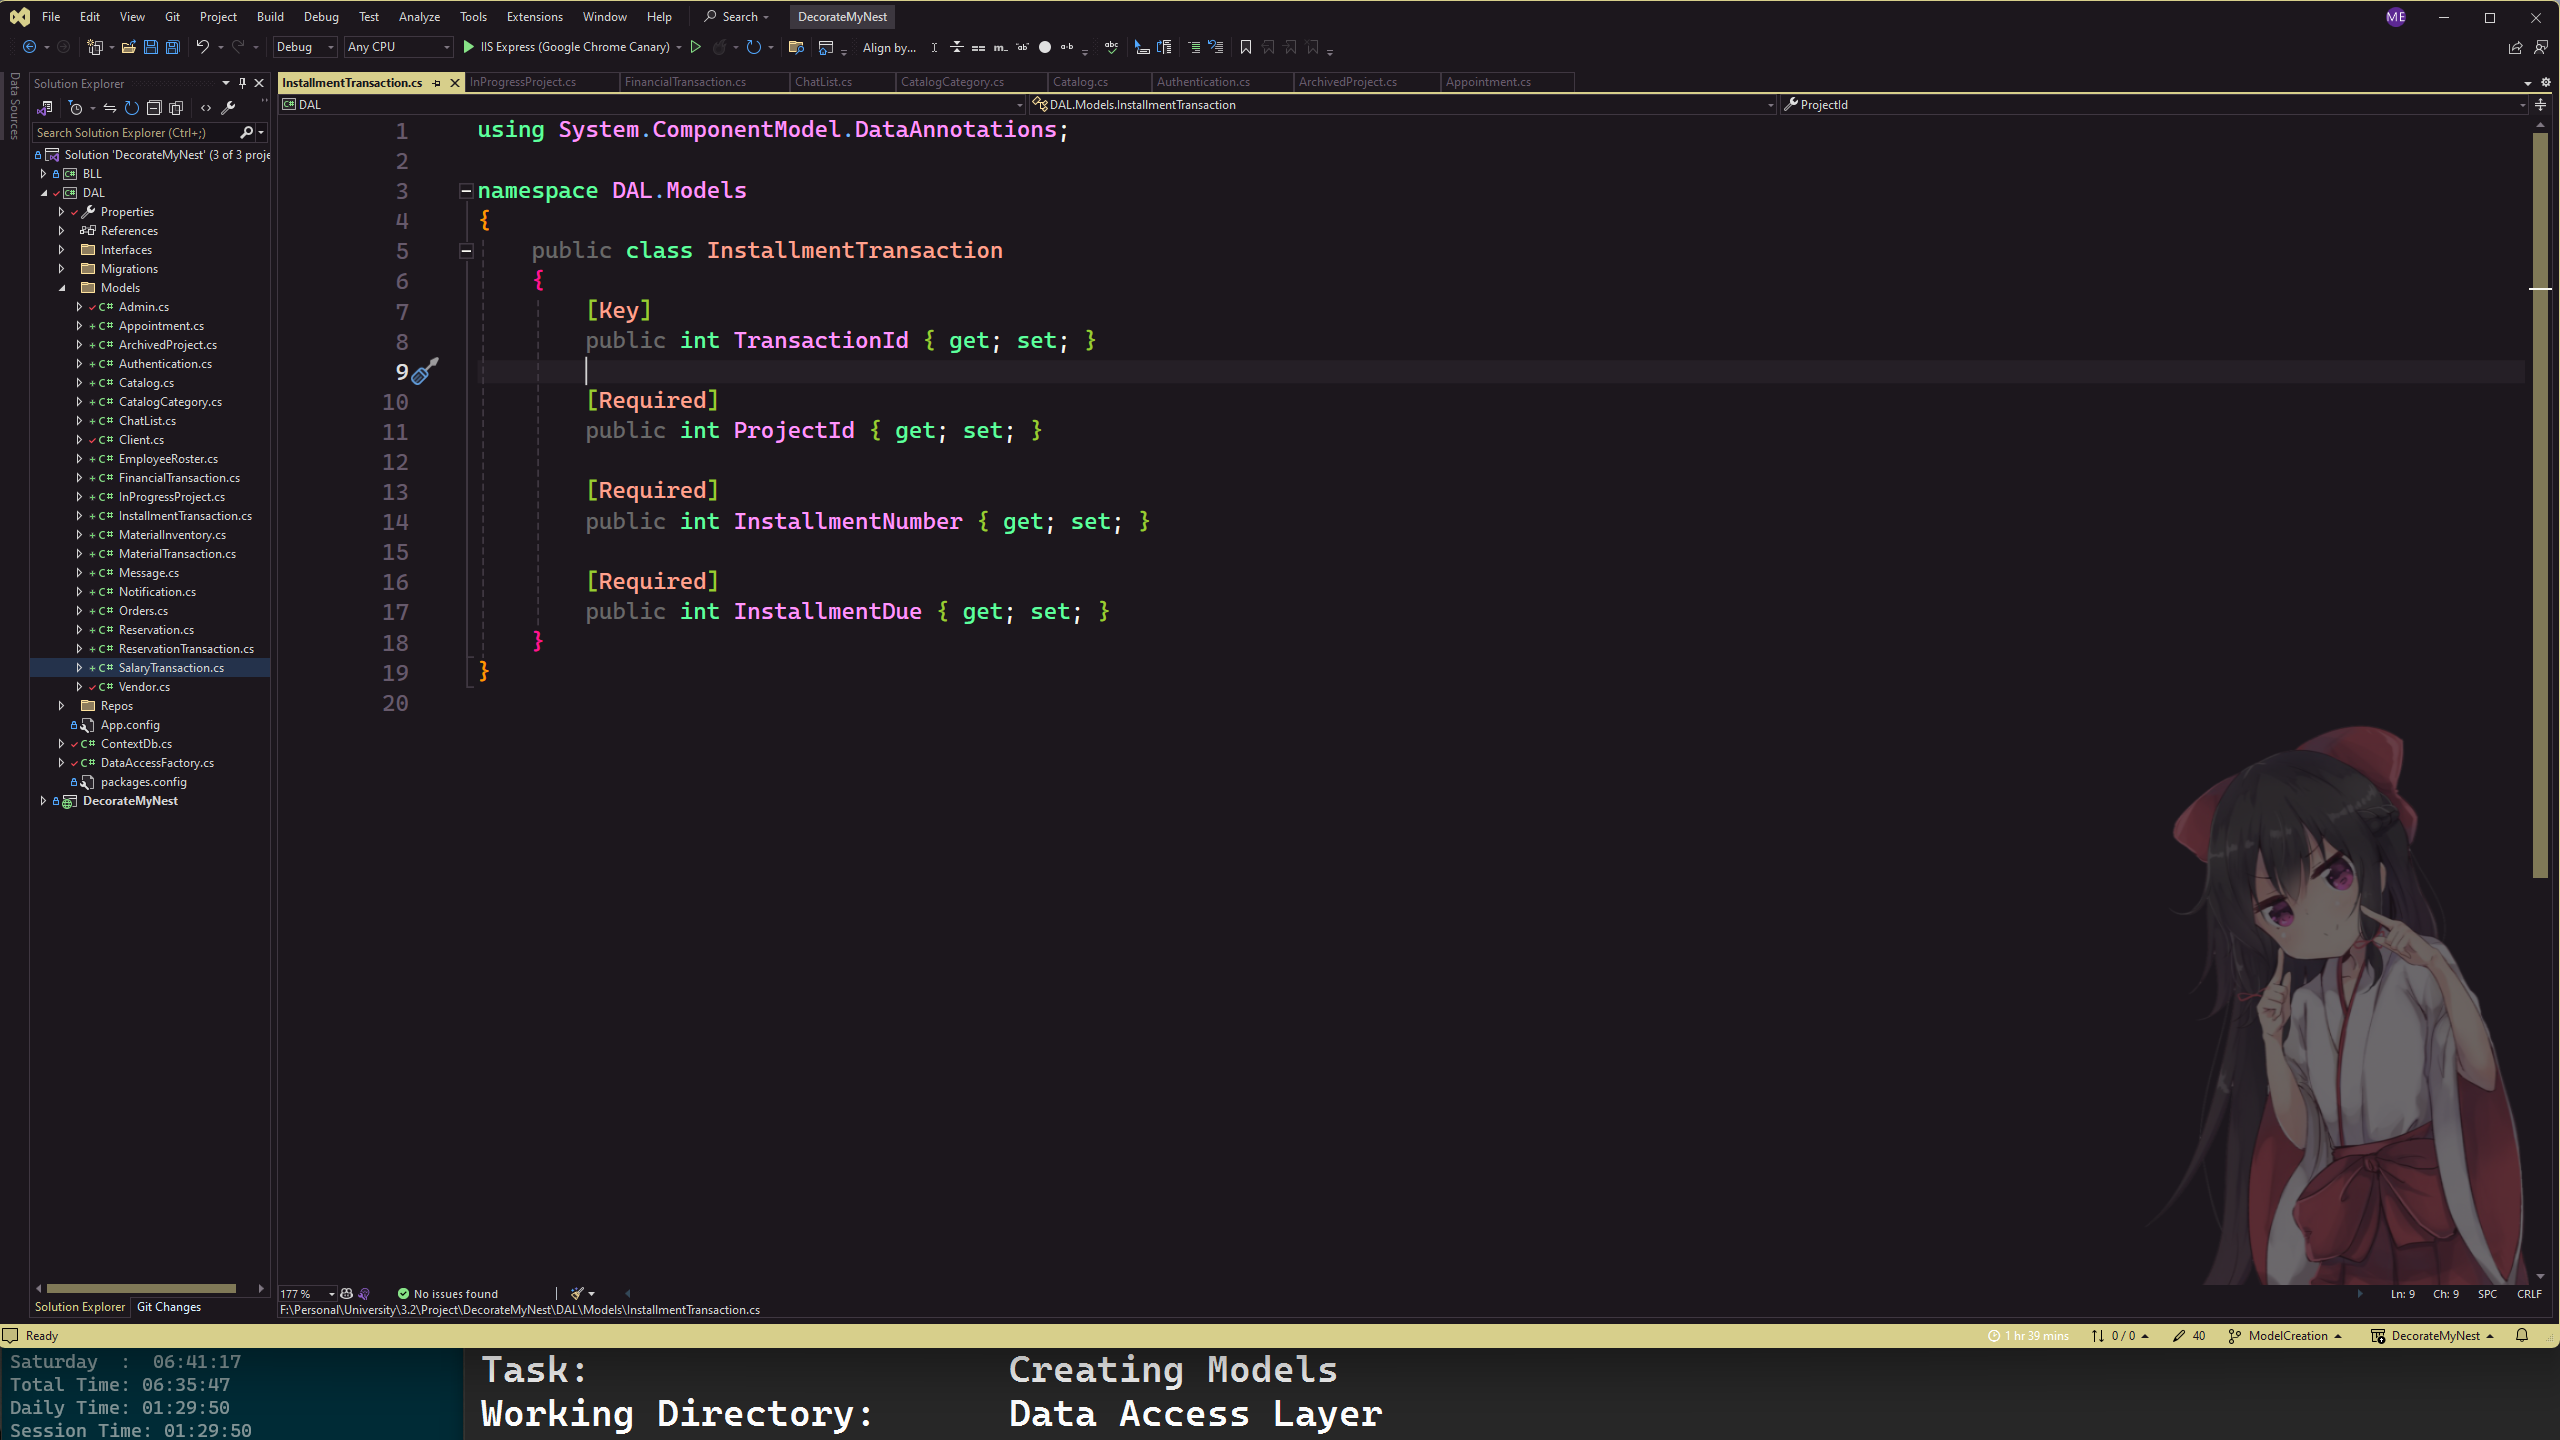 File Edit View Git Project Build Debug Test Analyze Tools Extensions Window Help Search DecorateMyNest ME
Debug Any CPU IIS Express (Google Chrome Canary) Align by...
Data Sources
Solution Explorer
Search Solution Explorer (Ctrl+;)
Solution 'DecorateMyNest' (3 of 3 proje
BLL
DAL
Properties
References
Interfaces
Migrations
Models
C# Admin.cs
C# Appointment.cs
C# ArchivedProject.cs
C# Authentication.cs
C# Catalog.cs
C# CatalogCategory.cs
C# ChatList.cs
C# Client.cs
C# EmployeeRoster.cs
C# FinancialTransaction.cs
C# InProgressProject.cs
C# InstallmentTransaction.cs
C# MaterialInventory.cs
C# MaterialTransaction.cs
C# Message.cs
C# Notification.cs
C# Orders.cs
C# Reservation.cs
C# ReservationTransaction.cs
C# SalaryTransaction.cs
C# Vendor.cs
Repos
App.config
C# ContextDb.cs
C# DataAccessFactory.cs
packages.config
DecorateMyNest
Solution Explorer Git Changes
InstallmentTransaction.cs InProgressProject.cs FinancialTransaction.cs ChatList.cs CatalogCategory.cs Catalog.cs Authentication.cs ArchivedProject.cs Appointment.cs
DAL DAL.Models.InstallmentTransaction ProjectId
1 using System.ComponentModel.DataAnnotations;
2
3 namespace DAL.Models
4 {
5 public class InstallmentTransaction
6 {
7 [Key]
8 public int TransactionId { get; set; }
9
10 [Required]
11 public int ProjectId { get; set; }
12
13 [Required]
14 public int InstallmentNumber { get; set; }
15
16 [Required]
17 public int InstallmentDue { get; set; }
18 }
19 }
20
177 % No issues found Ln: 9 Ch: 9 SPC CRLF
F:\Personal\University\3.2\Project\DecorateMyNest\DAL\Models\InstallmentTransaction.cs
Ready 1 hr 39 mins 0 / 0 40 ModelCreation DecorateMyNest
Saturday : 06:41:17
Total Time: 06:35:47
Daily Time: 01:29:50
Session Time: 01:29:50
Task: Creating Models
Working Directory: Data Access Layer